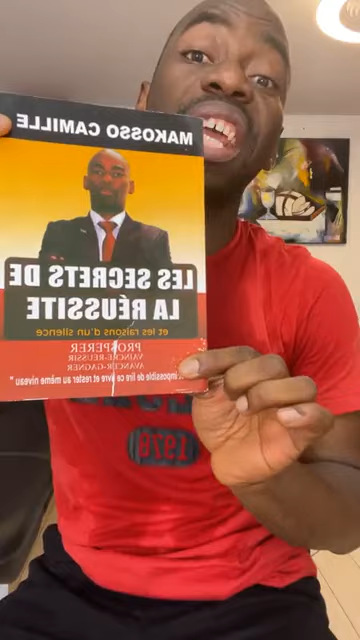 MAKOSSO CAMILLE
LES SECRETS DE
LA RÉUSSITE
et les raisons d'un silence
PROSPERER
VAINCRE-REUSSIR
AVANCER-GAGNER
impossible de lire ce livre et rester au même niveau "
1978